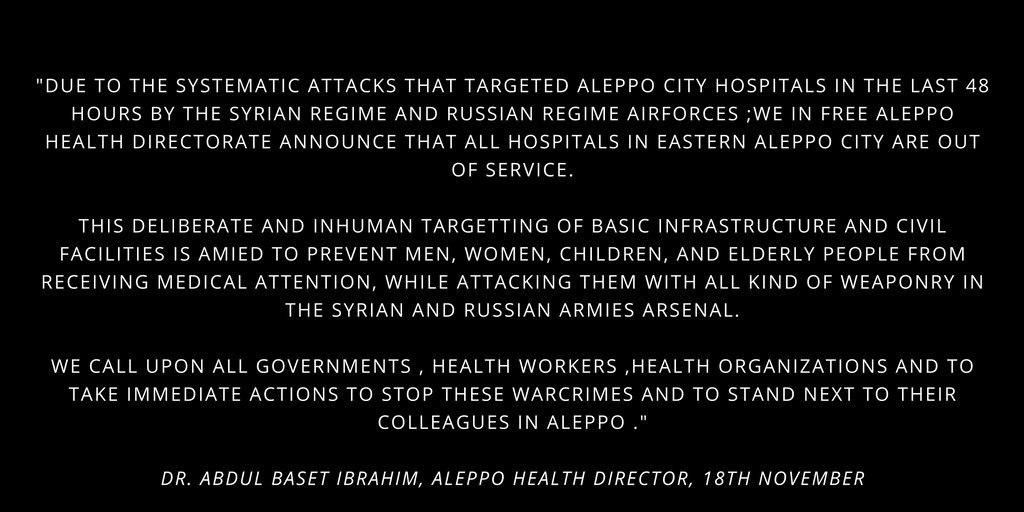 "DUE TO THE SYSTEMATIC ATTACKS THAT TARGETED ALEPPO CITY HOSPITALS IN THE LAST 48
HOURS BY THE SYRIAN REGIME AND RUSSIAN REGIME AIRFORCES ;WE IN FREE ALEPPO
HEALTH DIRECTORATE ANNOUNCE THAT ALL HOSPITALS IN EASTERN ALEPPO CITY ARE OUT
OF SERVICE.
THIS DELIBERATE AND INHUMAN TARGETTING OF BASIC INFRASTRUCTURE AND CIVIL
FACILITIES IS AMIED TO PREVENT MEN, WOMEN, CHILDREN, AND ELDERLY PEOPLE FROM
RECEIVING MEDICAL ATTENTION, WHILE ATTACKING THEM WITH ALL KIND OF WEAPONRY IN
THE SYRIAN AND RUSSIAN ARMIES ARSENAL.
WE CALL UPON ALL GOVERNMENTS , HEALTH WORKERS ,HEALTH ORGANIZATIONS AND TO
TAKE IMMEDIATE ACTIONS TO STOP THESE WARCRIMES AND TO STAND NEXT TO THEIR
COLLEAGUES IN ALEPPO ."
DR. ABDUL BASET IBRAHIM, ALEPPO HEALTH DIRECTOR, 18TH NOVEMBER